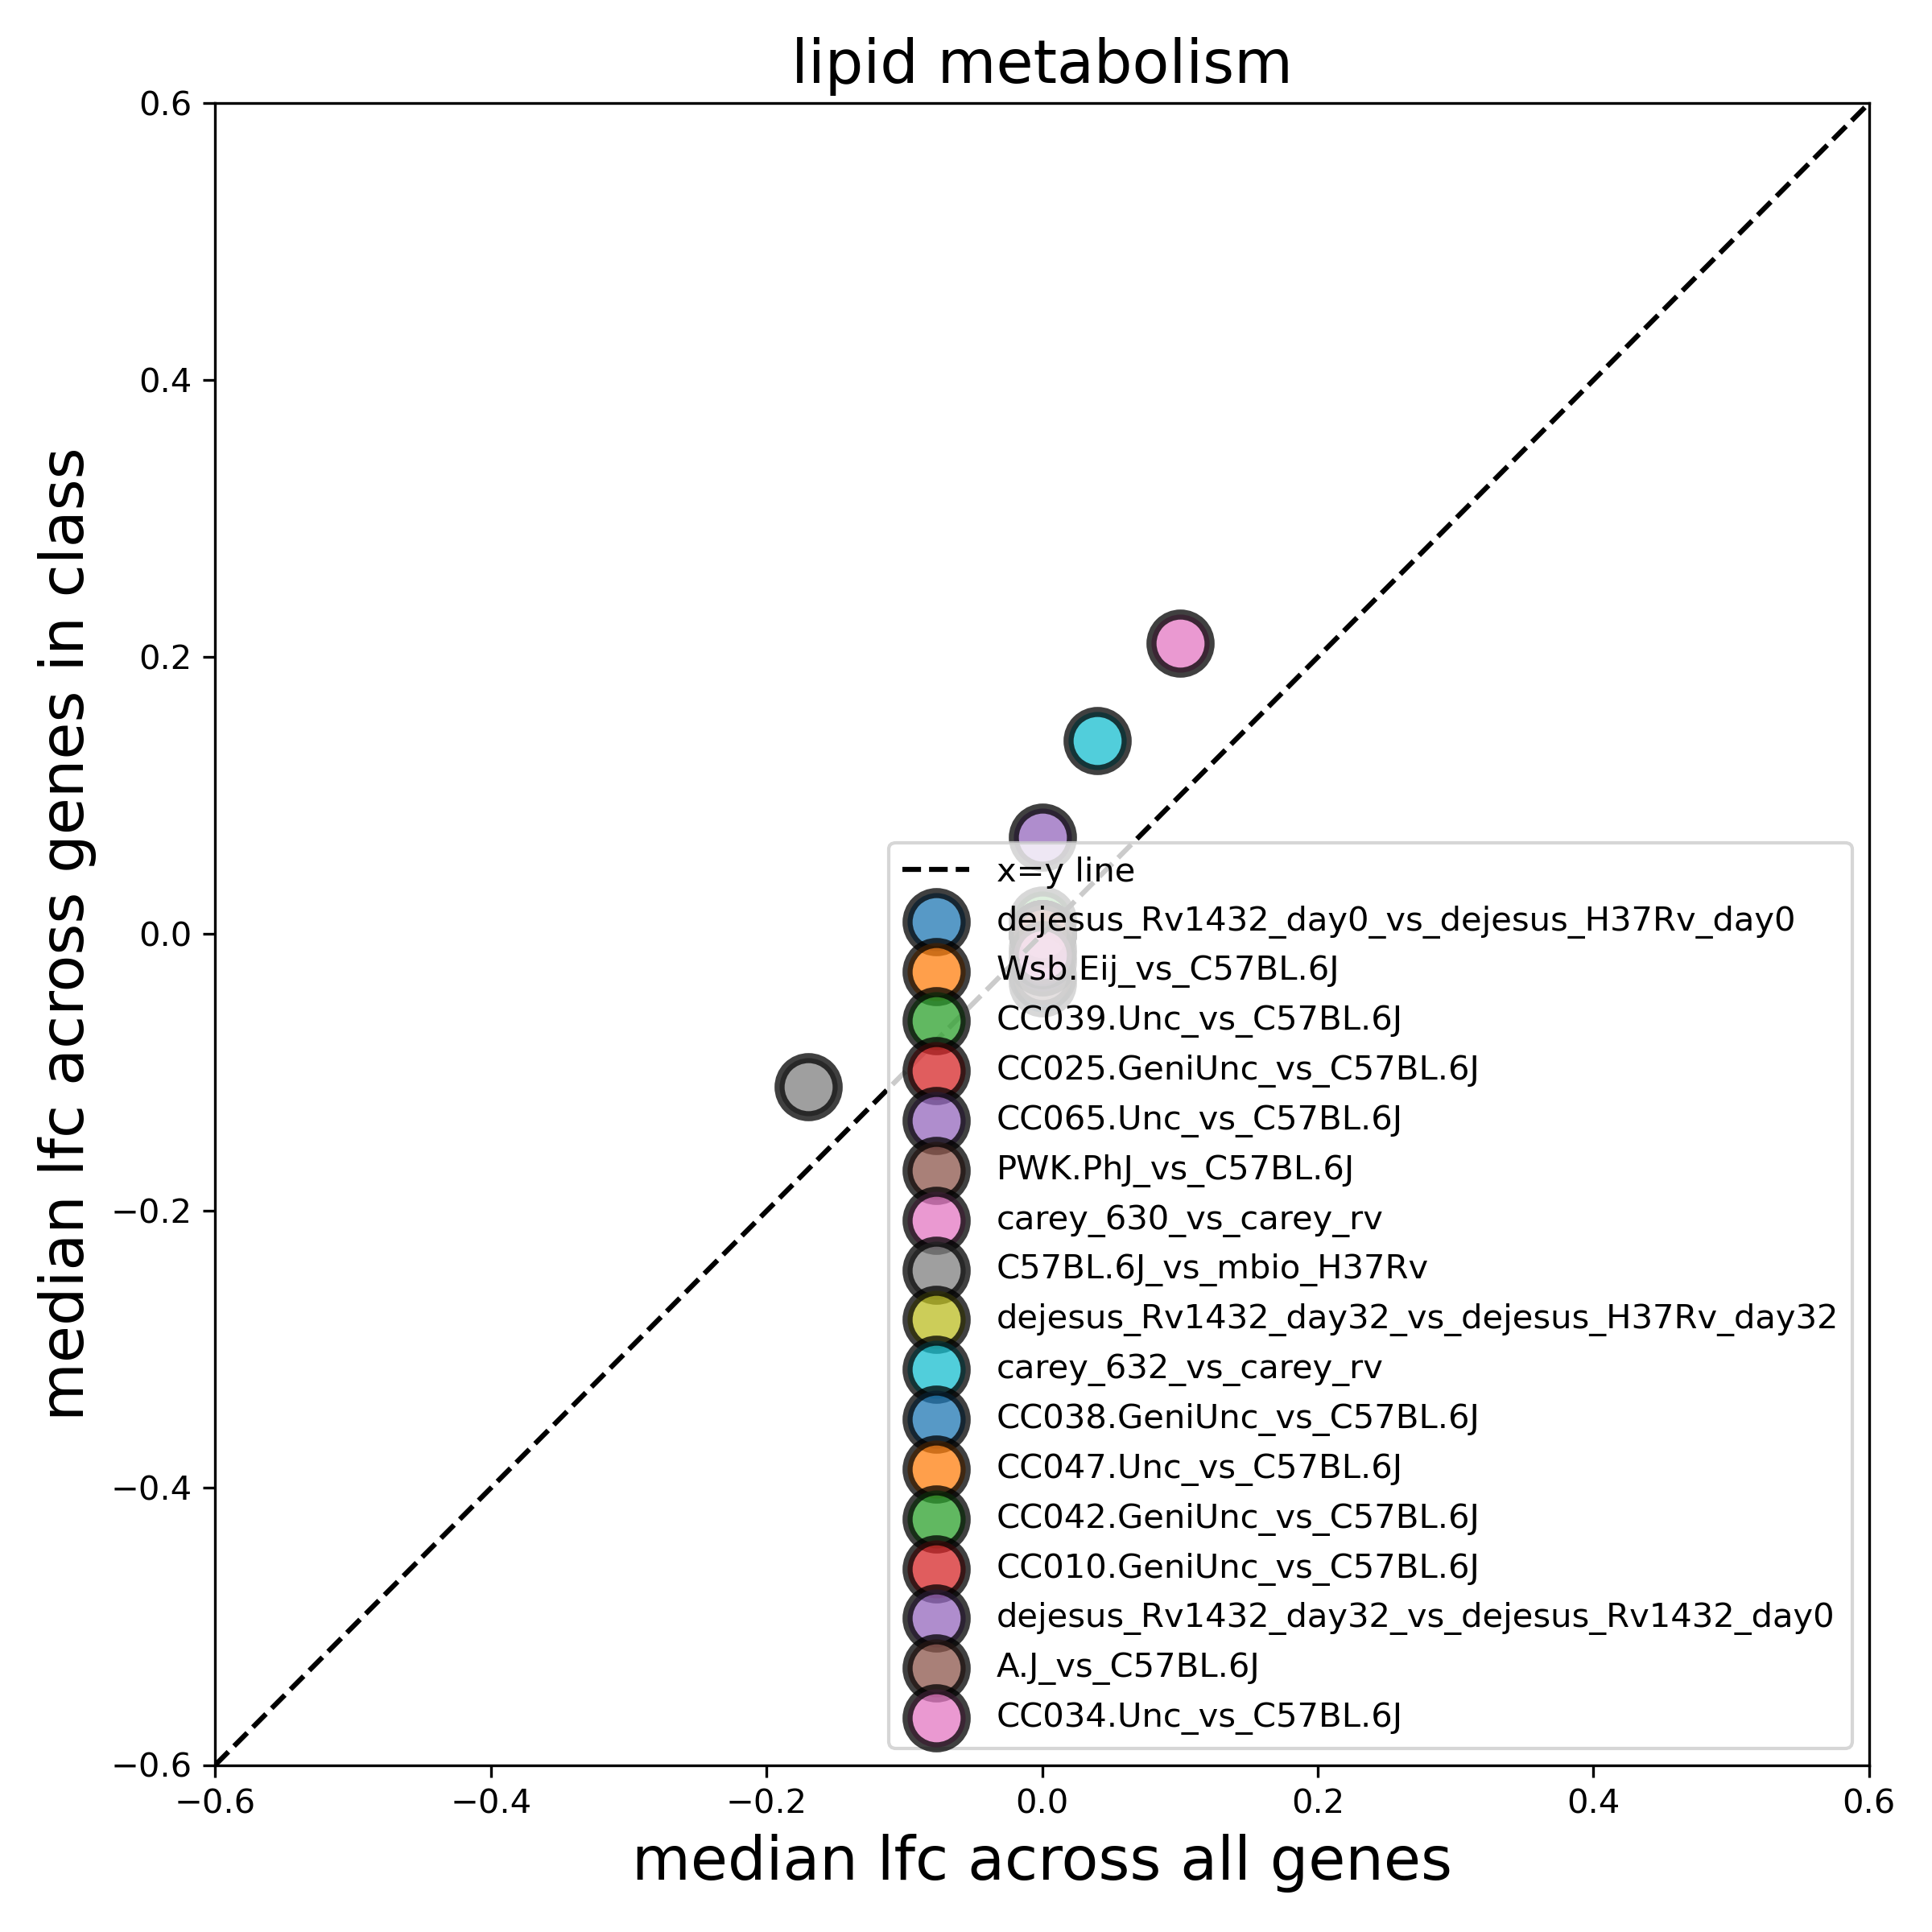 lipid metabolism
0.6
0.4
0.2
0.0
−0.2
−0.4
−0.6
median lfc across genes in class
x=y line
dejesus_Rv1432_day0_vs_dejesus_H37Rv_day0
Wsb.Eij_vs_C57BL.6J
CC039.Unc_vs_C57BL.6J
CC025.GeniUnc_vs_C57BL.6J
CC065.Unc_vs_C57BL.6J
PWK.PhJ_vs_C57BL.6J
carey_630_vs_carey_rv
C57BL.6J_vs_mbio_H37Rv
dejesus_Rv1432_day32_vs_dejesus_H37Rv_day32
carey_632_vs_carey_rv
CC038.GeniUnc_vs_C57BL.6J
CC047.Unc_vs_C57BL.6J
CC042.GeniUnc_vs_C57BL.6J
CC010.GeniUnc_vs_C57BL.6J
dejesus_Rv1432_day32_vs_dejesus_Rv1432_day0
A.J_vs_C57BL.6J
CC034.Unc_vs_C57BL.6J
−0.6 −0.4 −0.2 0.0 0.2 0.4 0.6
median lfc across all genes